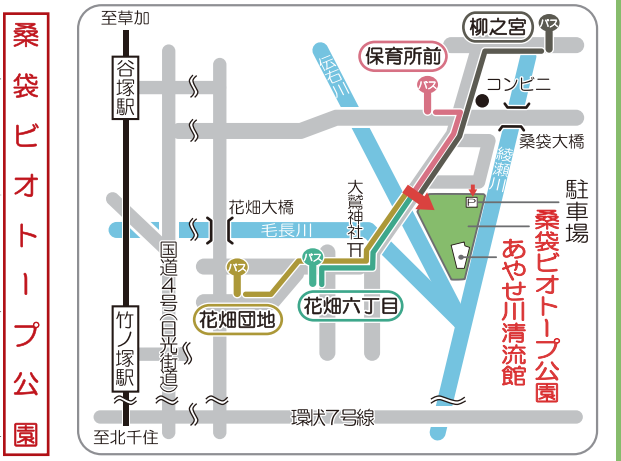 桑袋ビオトープ公園
至草加
谷塚駅
竹ノ塚駅
至北千住
国道4号(日光街道)
環状7号線
花畑大橋
毛長川
伝右川
綾瀬川
大鷲神社
バス
柳之宮
バス
保育所前
コンビニ
桑袋大橋
駐車場
P
桑袋ビオトープ公園
あやせ川清流館
バス
花畑団地
バス
花畑六丁目